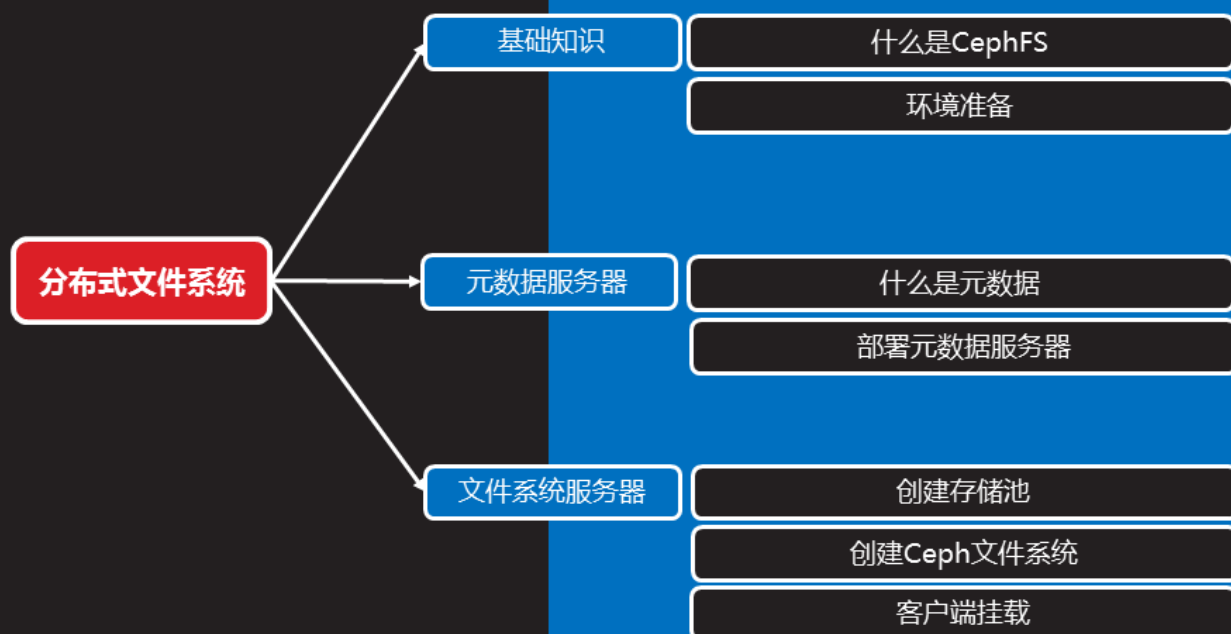 分布式文件系统
基础知识
什么是CephFS
环境准备
元数据服务器
什么是元数据
部署元数据服务器
文件系统服务器
创建存储池
创建Ceph文件系统
客户端挂载